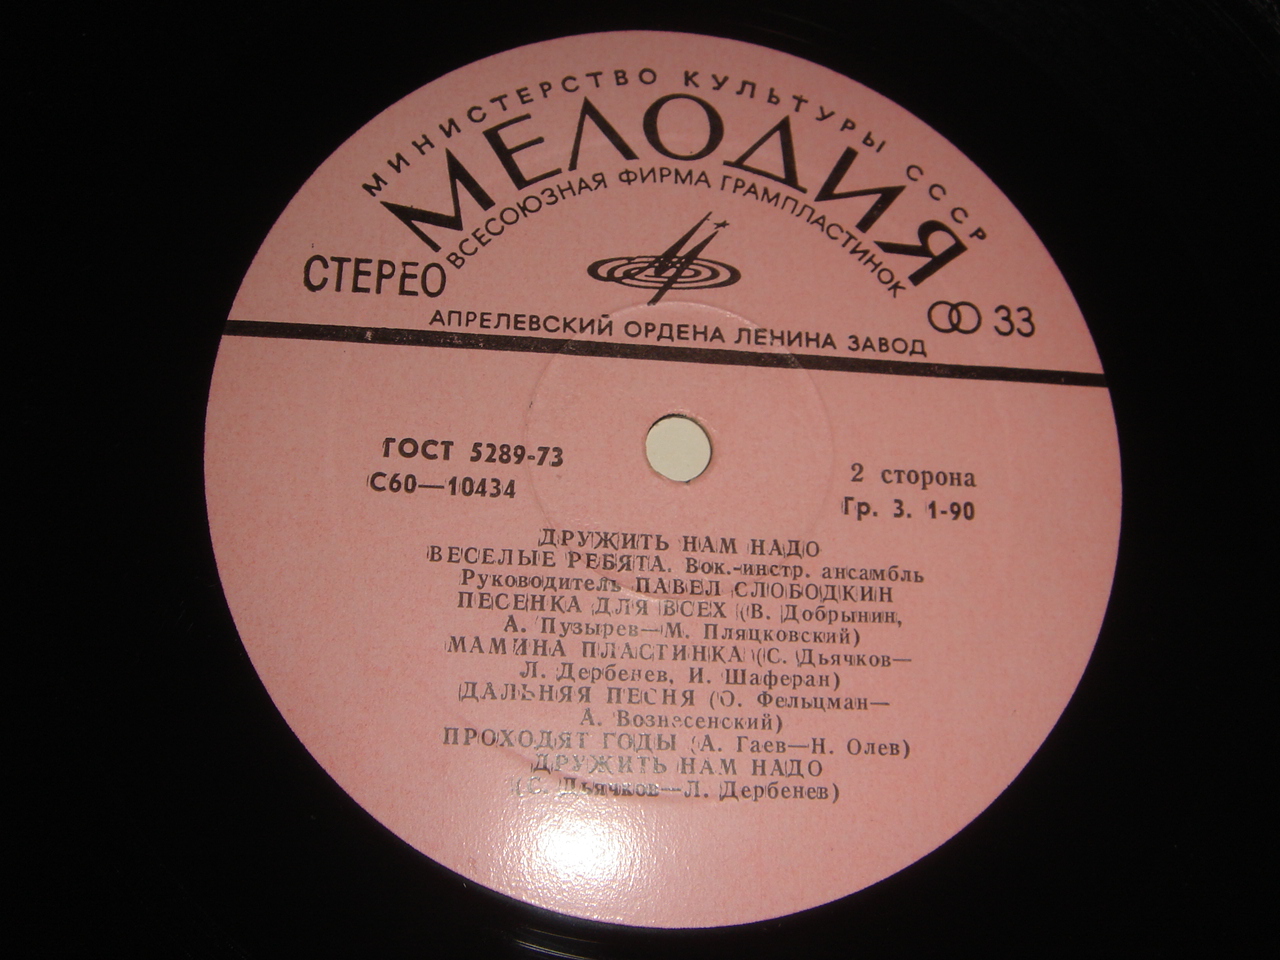 МИНИСТЕРСТВО КУЛЬТУРЫ СССР
МЕЛОДИЯ
ВСЕСОЮЗНАЯ ФИРМА ГРАМПЛАСТИНОК
СТЕРЕО
33
АПРЕЛЕВСКИЙ ОРДЕНА ЛЕНИНА ЗАВОД
ГОСТ 5289-73
С60—10434
2 сторона
Гр. 3. 1-90
ДРУЖИТЬ НАМ НАДО
ВЕСЕЛЫЕ РЕБЯТА. Вок.-инстр. ансамбль
Руководитель ПАВЕЛ СЛОБОДКИН
ПЕСЕНКА ДЛЯ ВСЕХ (В. Добрынин,
А. Пузырев—М. Пляцковский)
МАМИНА ПЛАСТИНКА (С. Дьячков—
Л. Дербенев, И. Шаферан)
ДАЛЬНЯЯ ПЕСНЯ (О. Фельцман—
А. Вознесенский)
ПРОХОДЯТ ГОДЫ (А. Гаев—Н. Олев)
ДРУЖИТЬ НАМ НАДО
(С. Дьячков—Л. Дербенев)